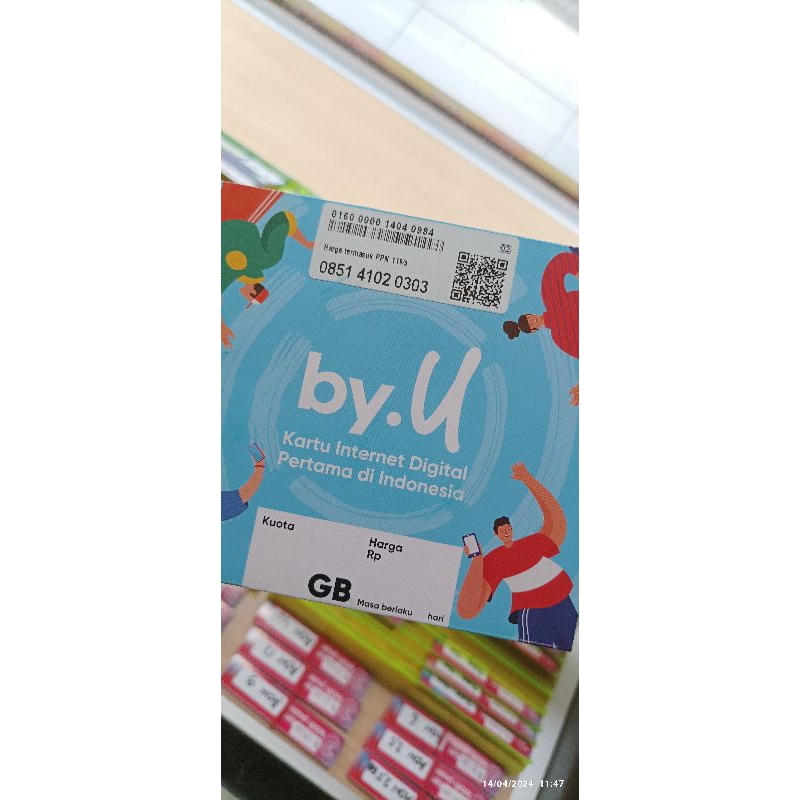 0160 0000 1404 0984
02
Harga termasuk PPN 11%
0851 4102 0303
by.U
Kartu Internet Digital
Pertama di Indonesia
Kuota
Harga
Rp
GB
Masa berlaku hari
14/04/2024 11:47